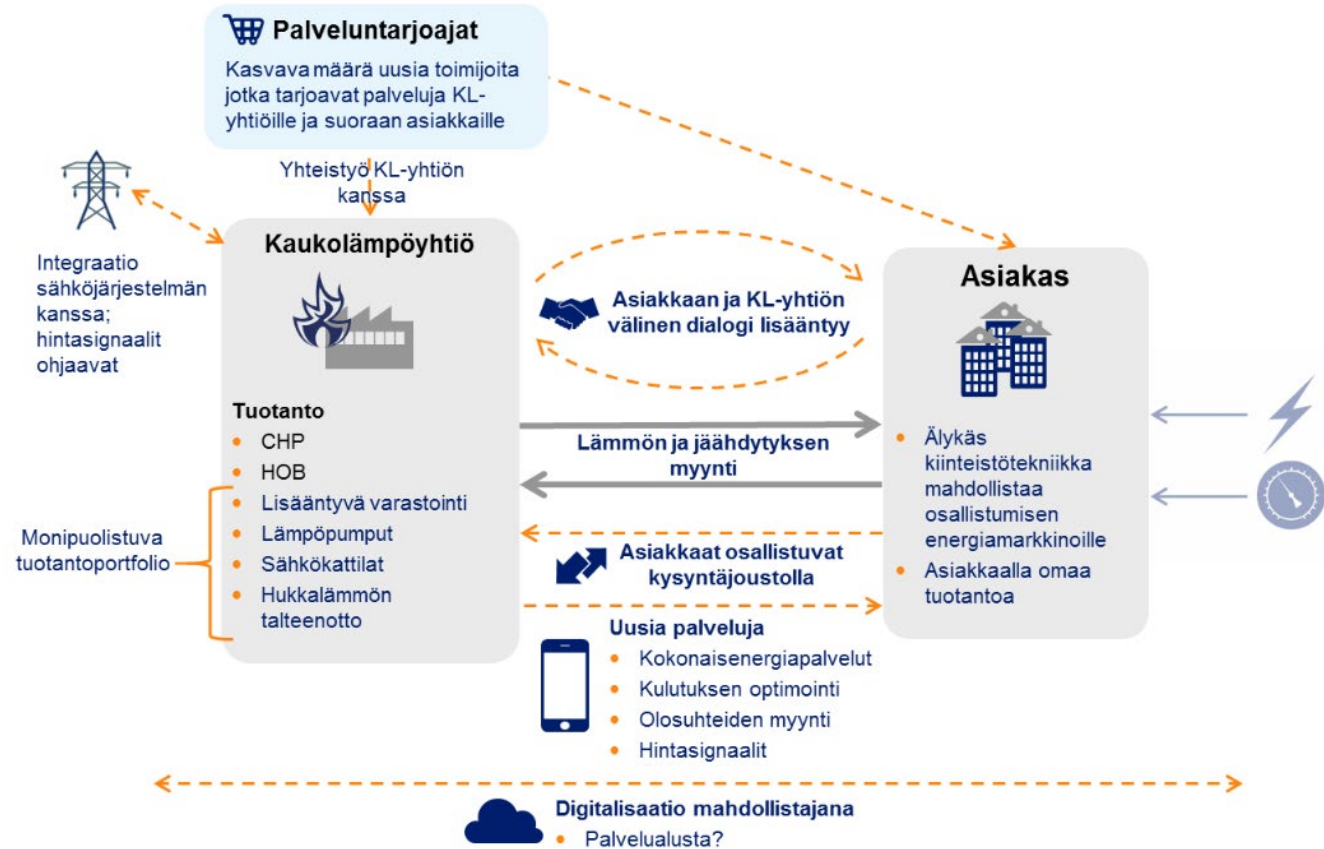 Palveluntarjoajat
Kasvava määrä uusia toimijoita
jotka tarjoavat palveluja KL-
yhtiöille ja suoraan asiakkaille
Yhteistyö KL-yhtiön
kanssa
Integraatio
sähköjärjestelmän
kanssa;
hintasignaalit
ohjaavat
Kaukolämpöyhtiö
Tuotanto
• CHP
• HOB
• Lisääntyvä varastointi
• Lämpöpumput
• Sähkökattilat
• Hukkalämmön
talteenotto
Monipuolistuva
tuotantoportfolio
Asiakkaan ja KL-yhtiön
välinen dialogi lisääntyy
Lämmön ja jäähdytyksen
myynti
Asiakkaat osallistuvat
kysyntäjoustolla
Uusia palveluja
• Kokonaisenergiapalvelut
• Kulutuksen optimointi
• Olosuhteiden myynti
• Hintasignaalit
Asiakas
• Älykäs
kiinteistötekniikka
mahdollistaa
osallistumisen
energiamarkkinoille
• Asiakkaalla omaa
tuotantoa
Digitalisaatio mahdollistajana
• Palvelualusta?